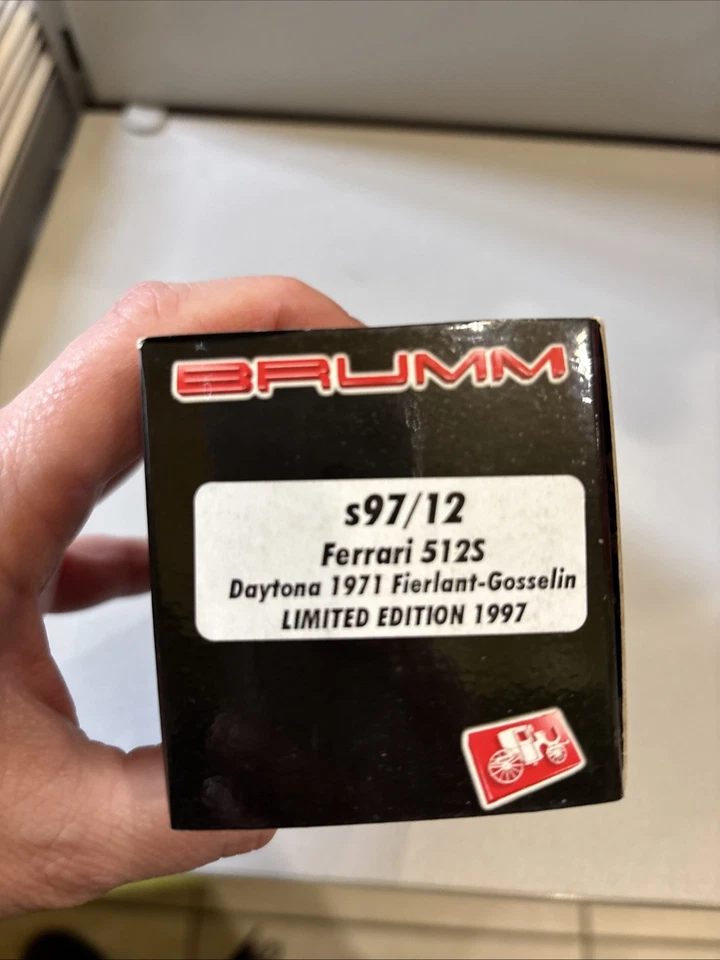 BRUMM
s97/12
Ferrari 512S
Daytona 1971 Fierlant-Gosselin
LIMITED EDITION 1997